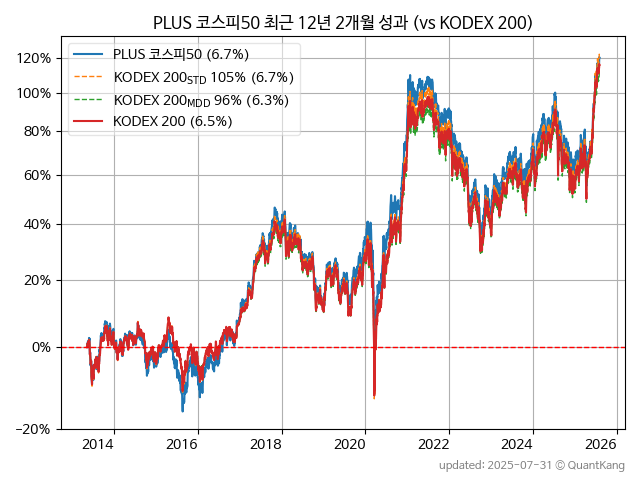 PLUS 코스피50 최근 12년 2개월 성과 (vs KODEX 200)
PLUS 코스피50 (6.7%)
KODEX 200STD 105% (6.7%)
KODEX 200MDD 96% (6.3%)
KODEX 200 (6.5%)
120%
100%
80%
60%
40%
20%
0%
−20%
2014 2016 2018 2020 2022 2024 2026
updated: 2025-07-31 © QuantKang